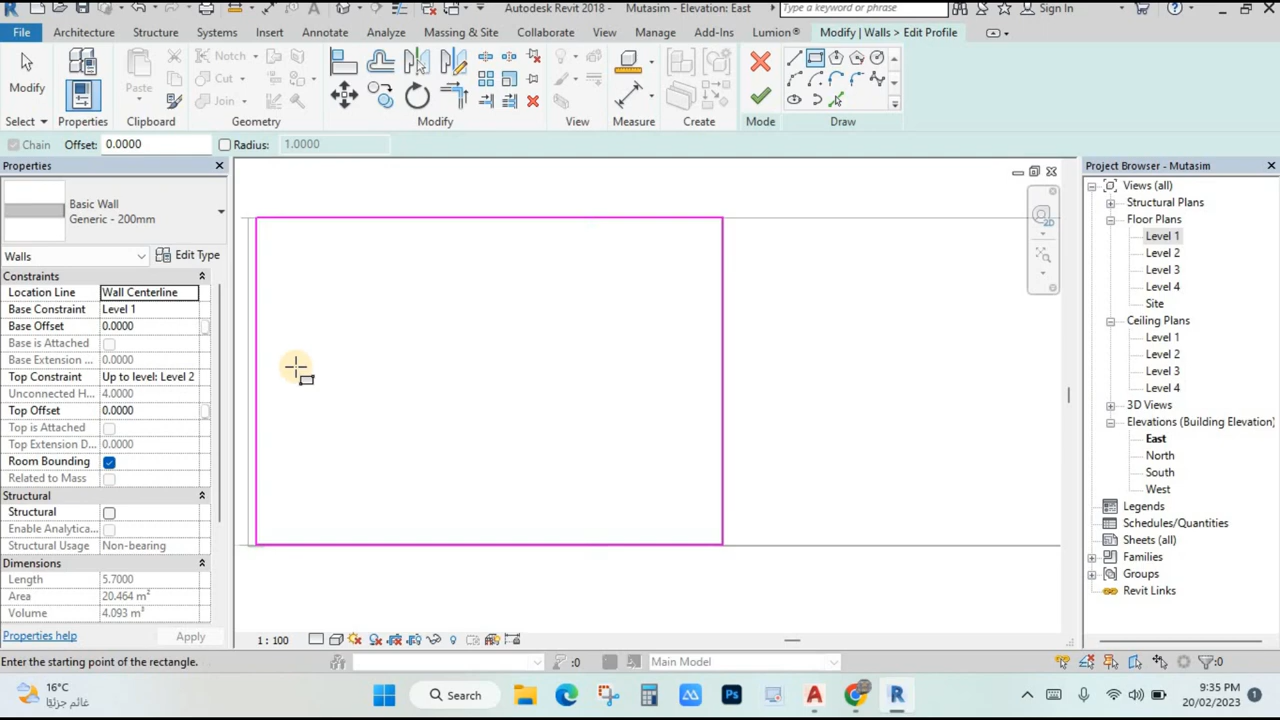 Autodesk Revit 2018 - Mutasim - Elevation: East
Type a keyword or phrase
Sign In
File Architecture Structure Systems Insert Annotate Analyze Massing & Site Collaborate View Manage Add-Ins Lumion® Modify | Walls > Edit Profile
Modify
Paste
Notch
Cut
Join
Select Properties Clipboard Geometry Modify View Measure Create Mode Draw
Chain Offset: 0.0000 Radius: 1.0000
Properties
Basic Wall
Generic - 200mm
Walls Edit Type
Constraints
Location Line Wall Centerline
Base Constraint Level 1
Base Offset 0.0000
Base is Attached
Base Extension ... 0.0000
Top Constraint Up to level: Level 2
Unconnected H... 4.0000
Top Offset 0.0000
Top is Attached
Top Extension D... 0.0000
Room Bounding
Related to Mass
Structural
Structural
Enable Analytica...
Structural Usage Non-bearing
Dimensions
Length 5.7000
Area 20.464 m²
Volume 4.093 m³
Properties help Apply
2D
Project Browser - Mutasim
Views (all)
Structural Plans
Floor Plans
Level 1
Level 2
Level 3
Level 4
Site
Ceiling Plans
Level 1
Level 2
Level 3
Level 4
3D Views
Elevations (Building Elevation)
East
North
South
West
Legends
Schedules/Quantities
Sheets (all)
Families
Groups
Revit Links
1 : 100
Enter the starting point of the rectangle. :0 Main Model :0
16°C
غائم جزئيًا
Search
Ps
A
R
9:35 PM
20/02/2023